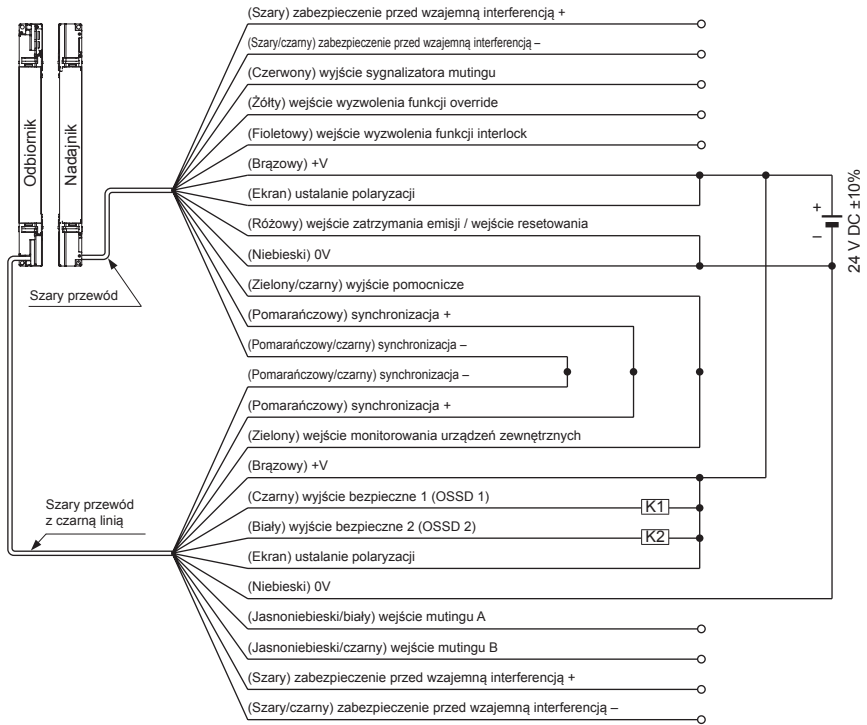 (Szary) zabezpieczenie przed wzajemną interferencją +
(Szary/czarny) zabezpieczenie przed wzajemną interferencją –
(Czerwony) wyjście sygnalizatora mutingu
(Żółty) wejście wyzwolenia funkcji override
(Fioletowy) wejście wyzwolenia funkcji interlock
(Brązowy) +V
(Ekran) ustalanie polaryzacji
(Różowy) wejście zatrzymania emisji / wejście resetowania
(Niebieski) 0V
(Zielony/czarny) wyjście pomocnicze
(Pomarańczowy) synchronizacja +
(Pomarańczowy/czarny) synchronizacja –
(Pomarańczowy/czarny) synchronizacja –
(Pomarańczowy) synchronizacja +
(Zielony) wejście monitorowania urządzeń zewnętrznych
(Brązowy) +V
(Czarny) wyjście bezpieczne 1 (OSSD 1)
K1
(Biały) wyjście bezpieczne 2 (OSSD 2)
K2
(Ekran) ustalanie polaryzacji
(Niebieski) 0V
(Jasnoniebieski/biały) wejście mutingu A
(Jasnoniebieski/czarny) wejście mutingu B
(Szary) zabezpieczenie przed wzajemną interferencją +
(Szary/czarny) zabezpieczenie przed wzajemną interferencją –
Odbiornik
Nadajnik
Szary przewód
Szary przewód
z czarną linią
+
–
24 V DC ±10%